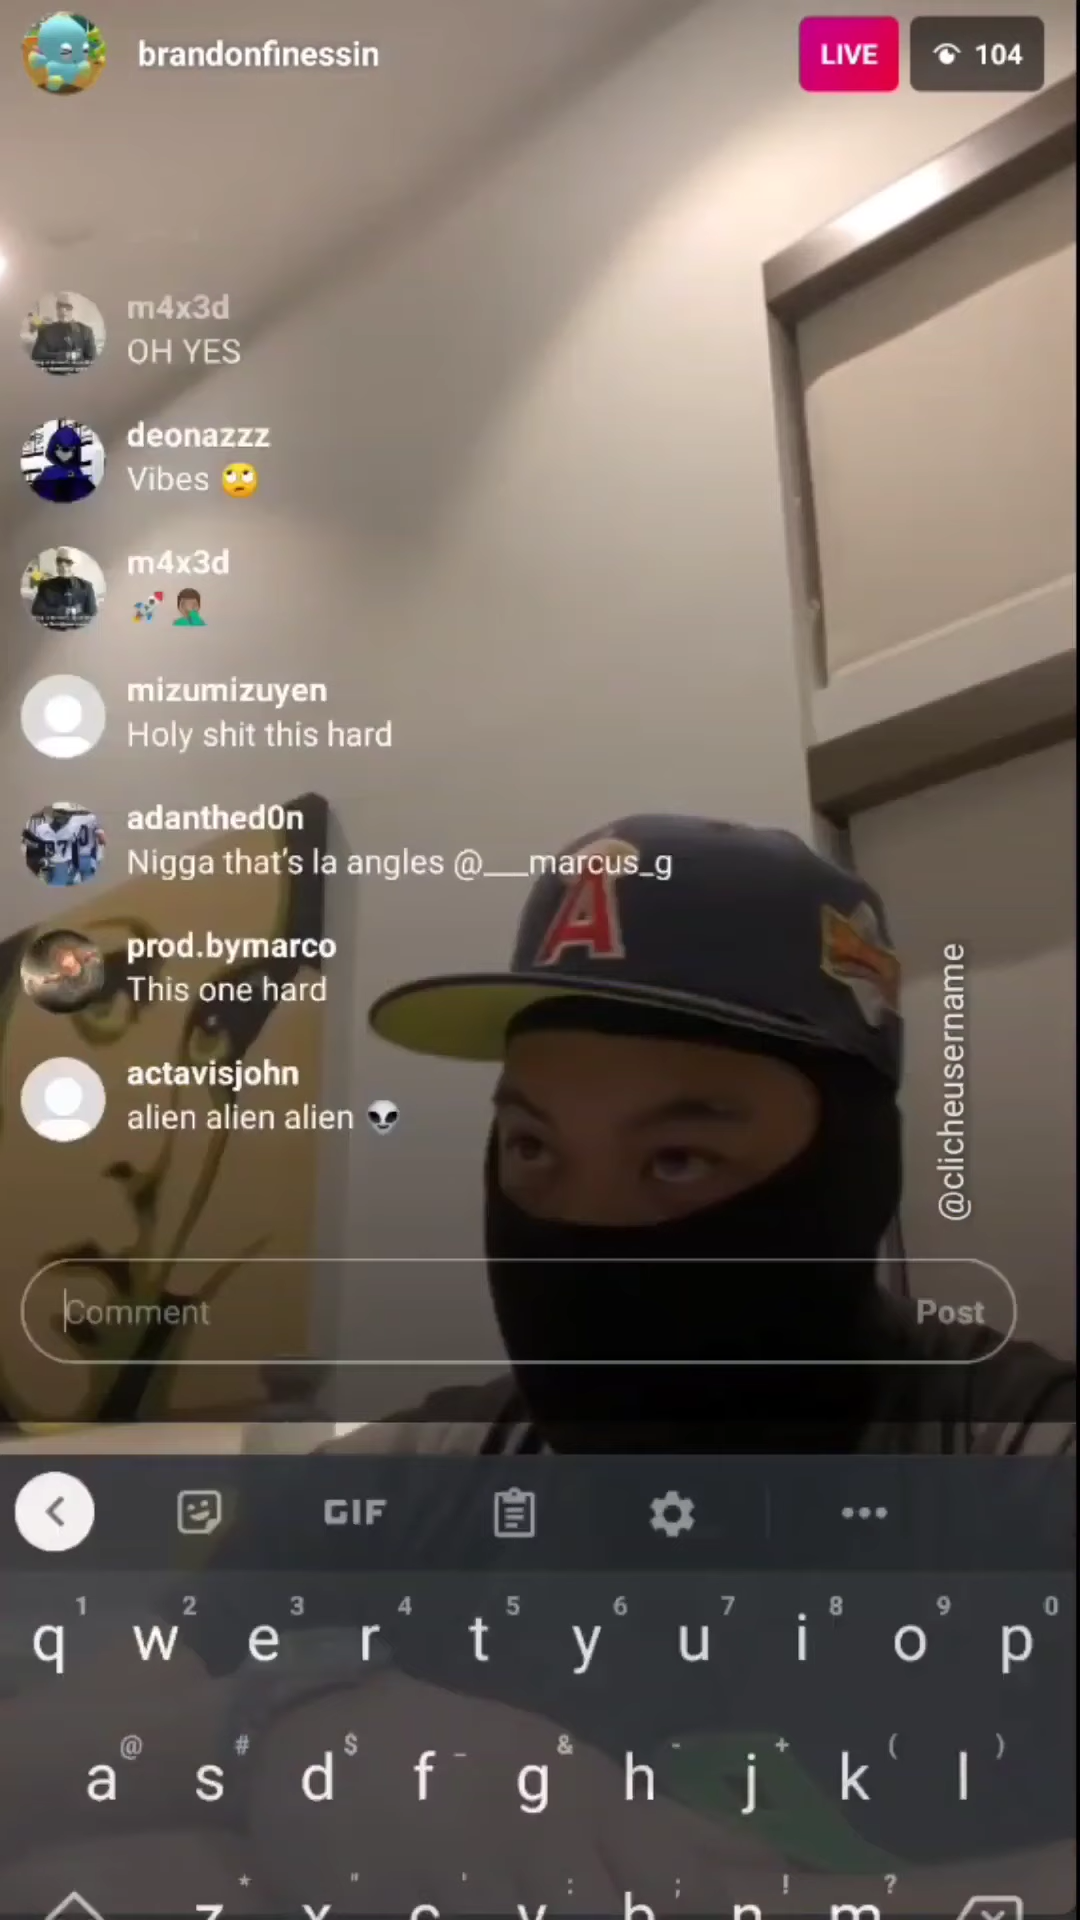 brandonfinessin
LIVE
104
m4x3d
OH YES
deonazzz
Vibes 🙄
m4x3d
🚀🤦🏽‍♂️
mizumizuyen
Holy shit this hard
adanthed0n
Nigga that's la angles @___marcus_g
A
prod.bymarco
This one hard
actavisjohn
alien alien alien 👽
@clicheusername
Comment
Post
GIF
1 2 3 4 5 6 7 8 9 0
q w e r t y u i o p
@ # $ _ & - + ( )
a s d f g h j k l
* " ' : ; ! ?
z x c v b n m